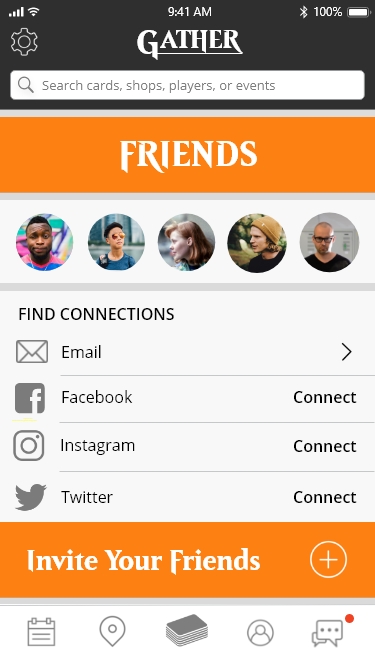 9:41 AM 100%
GATHER
Search cards, shops, players, or events
FRIENDS
FIND CONNECTIONS
Email
Facebook Connect
Instagram Connect
Twitter Connect
Invite Your Friends